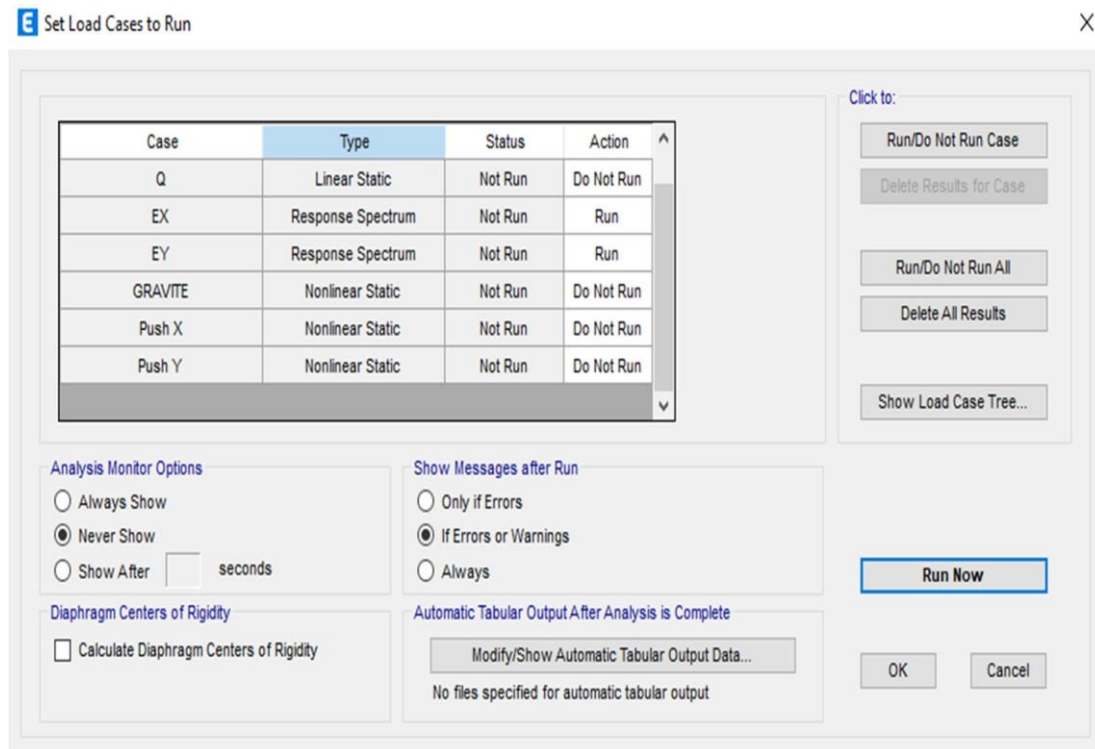 E Set Load Cases to Run X
Click to:
Case Type Status Action
Q Linear Static Not Run Do Not Run
EX Response Spectrum Not Run Run
EY Response Spectrum Not Run Run
GRAVITE Nonlinear Static Not Run Do Not Run
Push X Nonlinear Static Not Run Do Not Run
Push Y Nonlinear Static Not Run Do Not Run
Run/Do Not Run Case
Delete Results for Case
Run/Do Not Run All
Delete All Results
Show Load Case Tree...
Analysis Monitor Options
Always Show
Never Show
Show After seconds
Show Messages after Run
Only if Errors
If Errors or Warnings
Always
Run Now
Diaphragm Centers of Rigidity
Calculate Diaphragm Centers of Rigidity
Automatic Tabular Output After Analysis is Complete
Modify/Show Automatic Tabular Output Data...
No files specified for automatic tabular output
OK Cancel